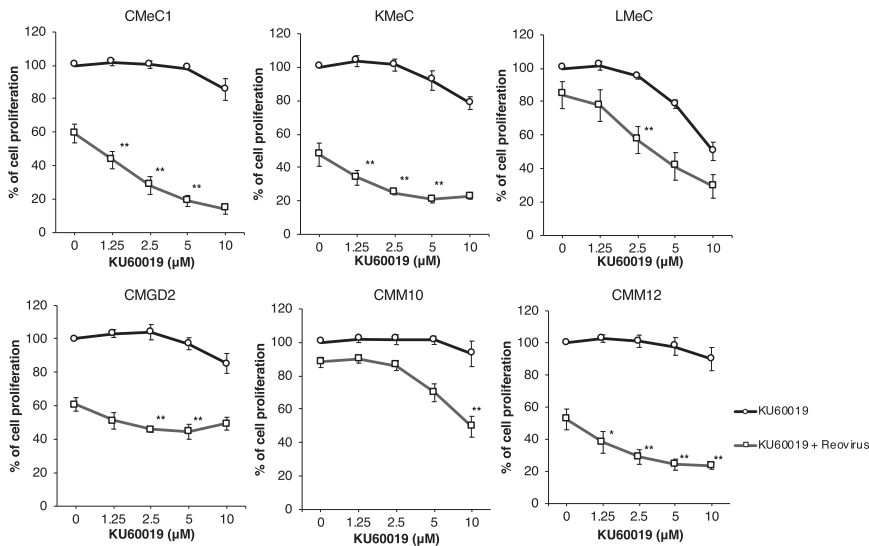 CMeC1
% of cell proliferation
120
100
80
60
40
20
0
** ** **
0 1.25 2.5 5 10
KU60019 (µM)
KMeC
% of cell proliferation
120
100
80
60
40
20
0
** ** **
0 1.25 2.5 5 10
KU60019 (µM)
LMeC
% of cell proliferation
120
100
80
60
40
20
0
**
0 1.25 2.5 5 10
KU60019 (µM)
CMGD2
% of cell proliferation
120
100
80
60
40
20
0
** **
0 1.25 2.5 5 10
KU60019 (µM)
CMM10
% of cell proliferation
120
100
80
60
40
20
0
**
0 1.25 2.5 5 10
KU60019 (µM)
CMM12
% of cell proliferation
120
100
80
60
40
20
0
* ** ** **
0 1.25 2.5 5 10
KU60019 (µM)
KU60019
KU60019 + Reovirus